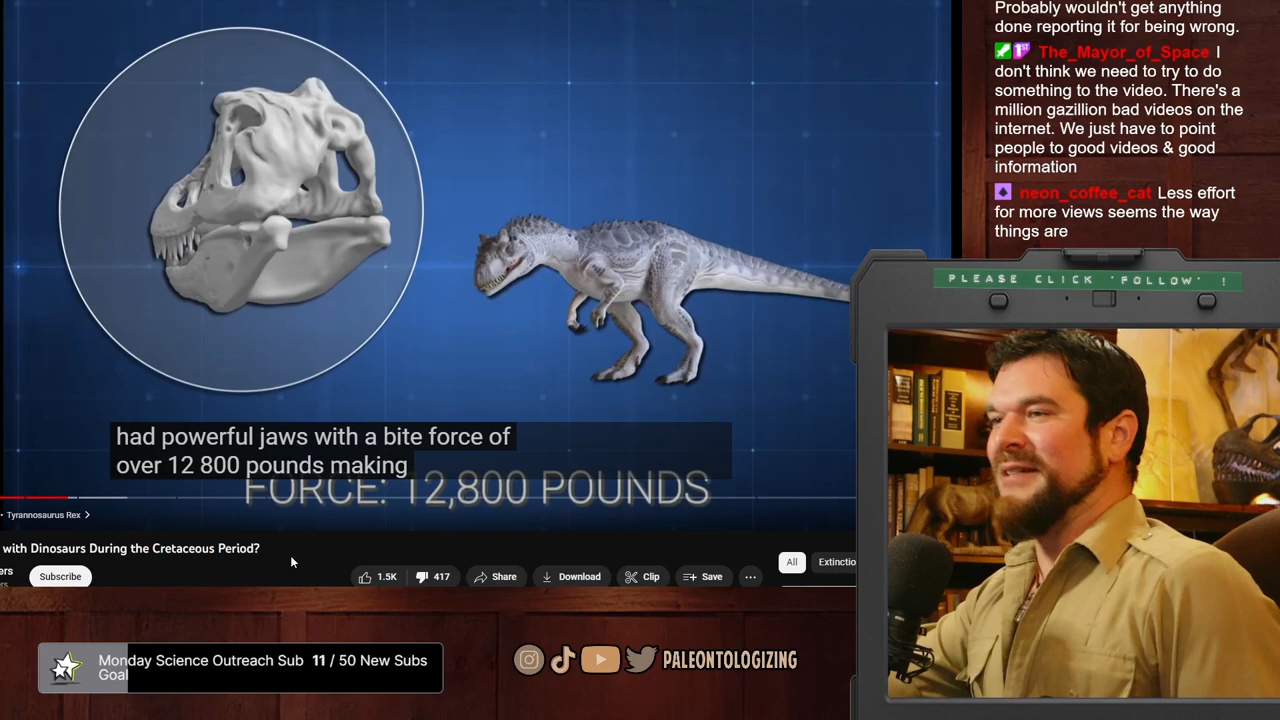 Probably wouldn't get anything
done reporting it for being wrong.
The_Mayor_of_Space I
don't think we need to try to do
something to the video. There's a
million gazillion bad videos on the
internet. We just have to point
people to good videos & good
information
neon_coffee_cat Less effort
for more views seems the way
things are
PLEASE CLICK 'FOLLOW' !
had powerful jaws with a bite force of
over 12 800 pounds making
FORCE: 12,800 POUNDS
• Tyrannosaurus Rex >
with Dinosaurs During the Cretaceous Period?
ers
Subscribe
1.5K 417 Share Download Clip Save ...
All Extinctio
Monday Science Outreach Sub 11 / 50 New Subs
Goal
PALEONTOLOGIZING